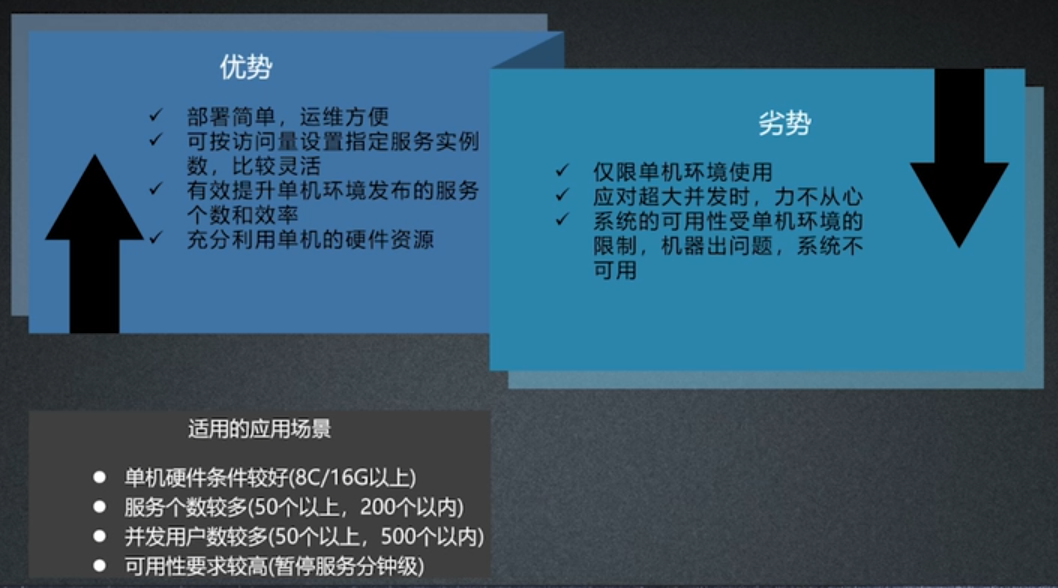 优势
部署简单，运维方便
可按访问量设置指定服务实例
数，比较灵活
有效提升单机环境发布的服务
个数和效率
充分利用单机的硬件资源
劣势
仅限单机环境使用
应对超大并发时，力不从心
系统的可用性受单机环境的
限制，机器出问题，系统不
可用
适用的应用场景
单机硬件条件较好(8C/16G以上)
服务个数较多(50个以上，200个以内)
并发用户数较多(50个以上，500个以内)
可用性要求较高(暂停服务分钟级)